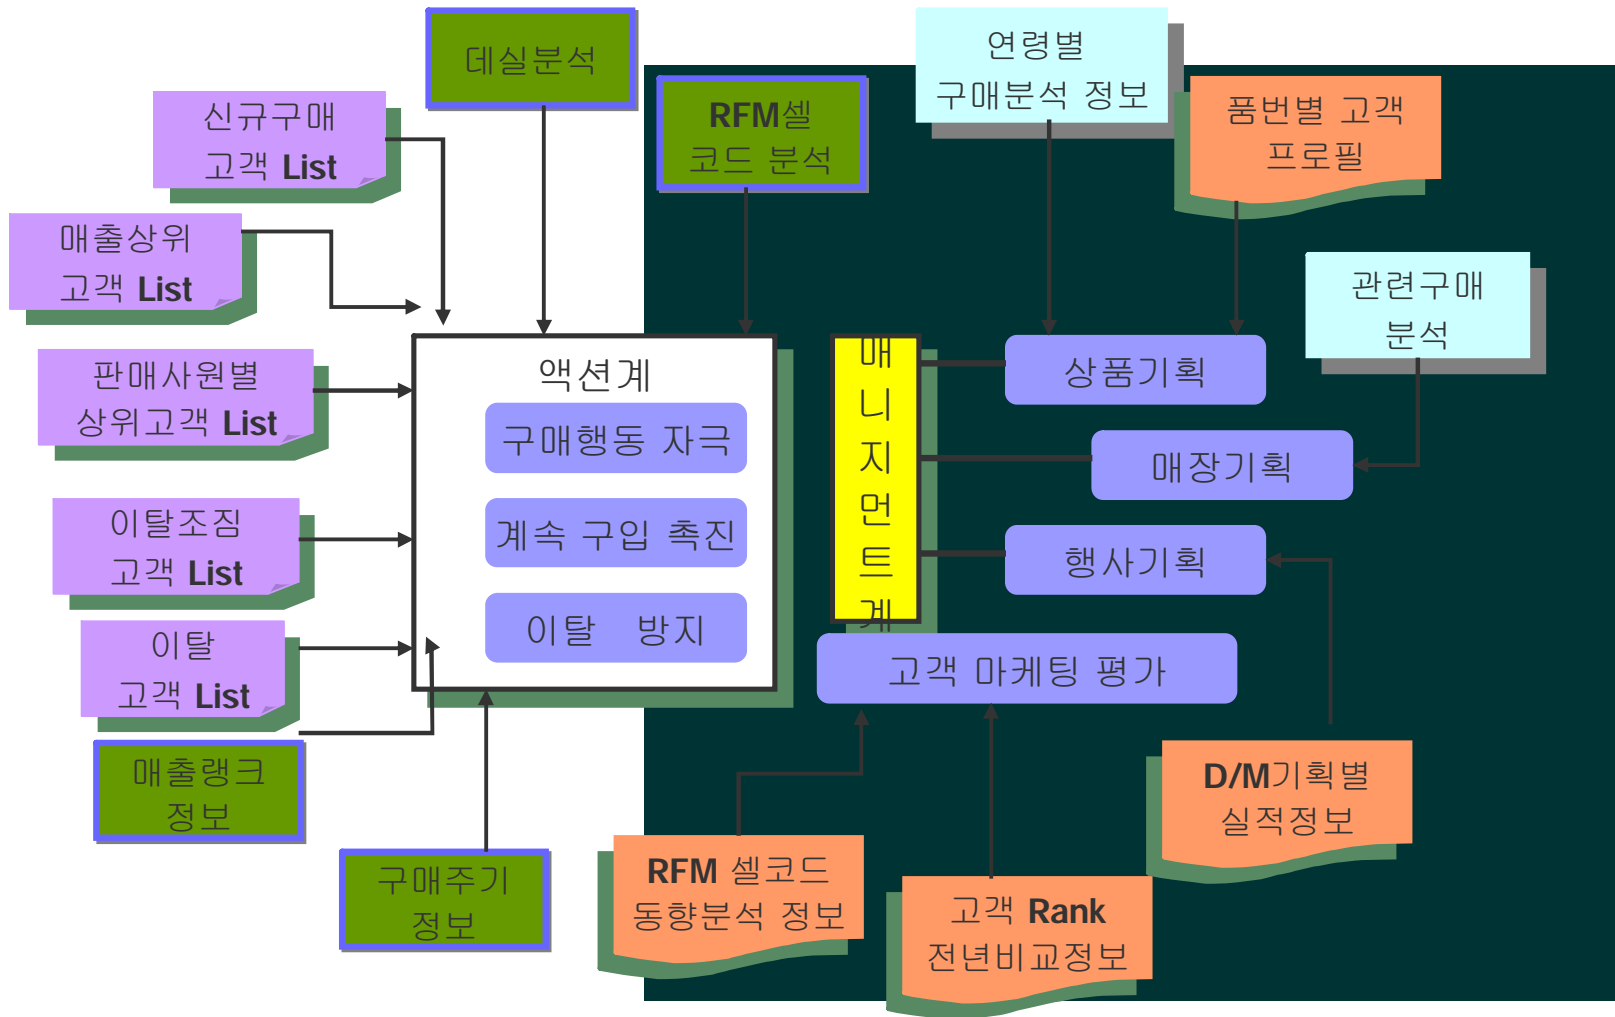 데실분석
연령별
구매분석 정보
신규구매
고객 List
RFM셀
코드 분석
품번별 고객
프로필
매출상위
고객 List
관련구매
분석
판매사원별
상위고객 List
액션계
구매행동 자극
계속 구입 촉진
이탈 방지
매
니
지
먼
트
계
상품기획
매장기획
행사기획
고객 마케팅 평가
이탈조짐
고객 List
이탈
고객 List
매출랭크
정보
구매주기
정보
RFM 셀코드
동향분석 정보
고객 Rank
전년비교정보
D/M기획별
실적정보